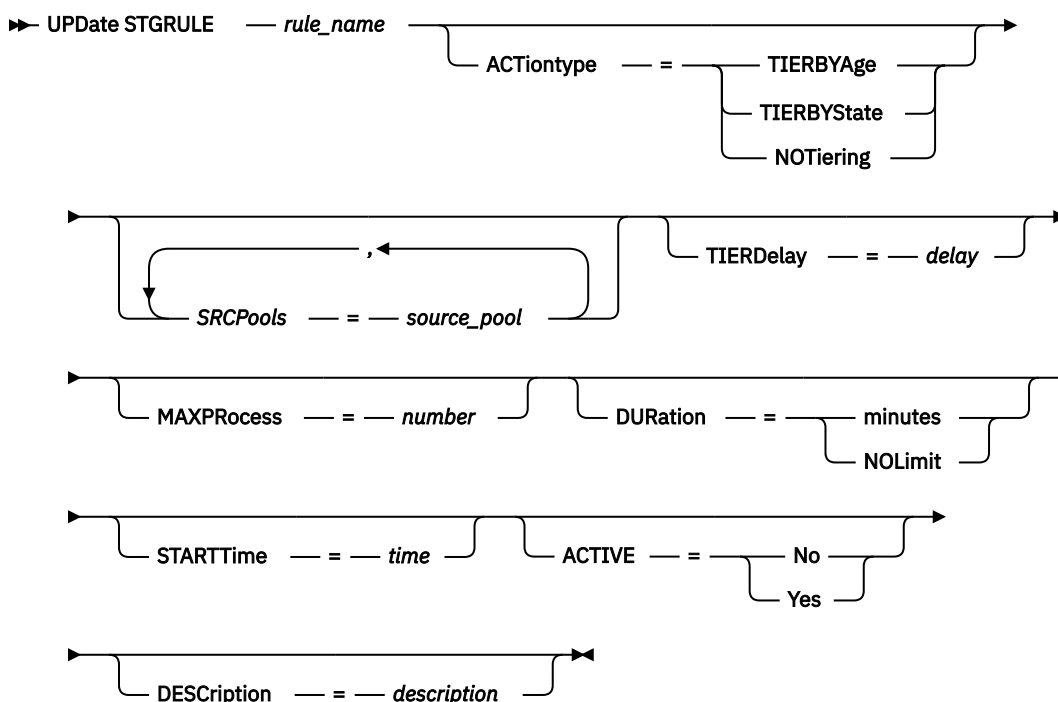 UPDate STGRULE rule_name
ACTiontype = TIERBYAge
TIERBYState
NOTiering
,
SRCPools = source_pool
TIERDelay = delay
MAXPRocess = number
DURation = minutes
NOLimit
STARTTime = time
ACTIVE = No
Yes
DESCription = description